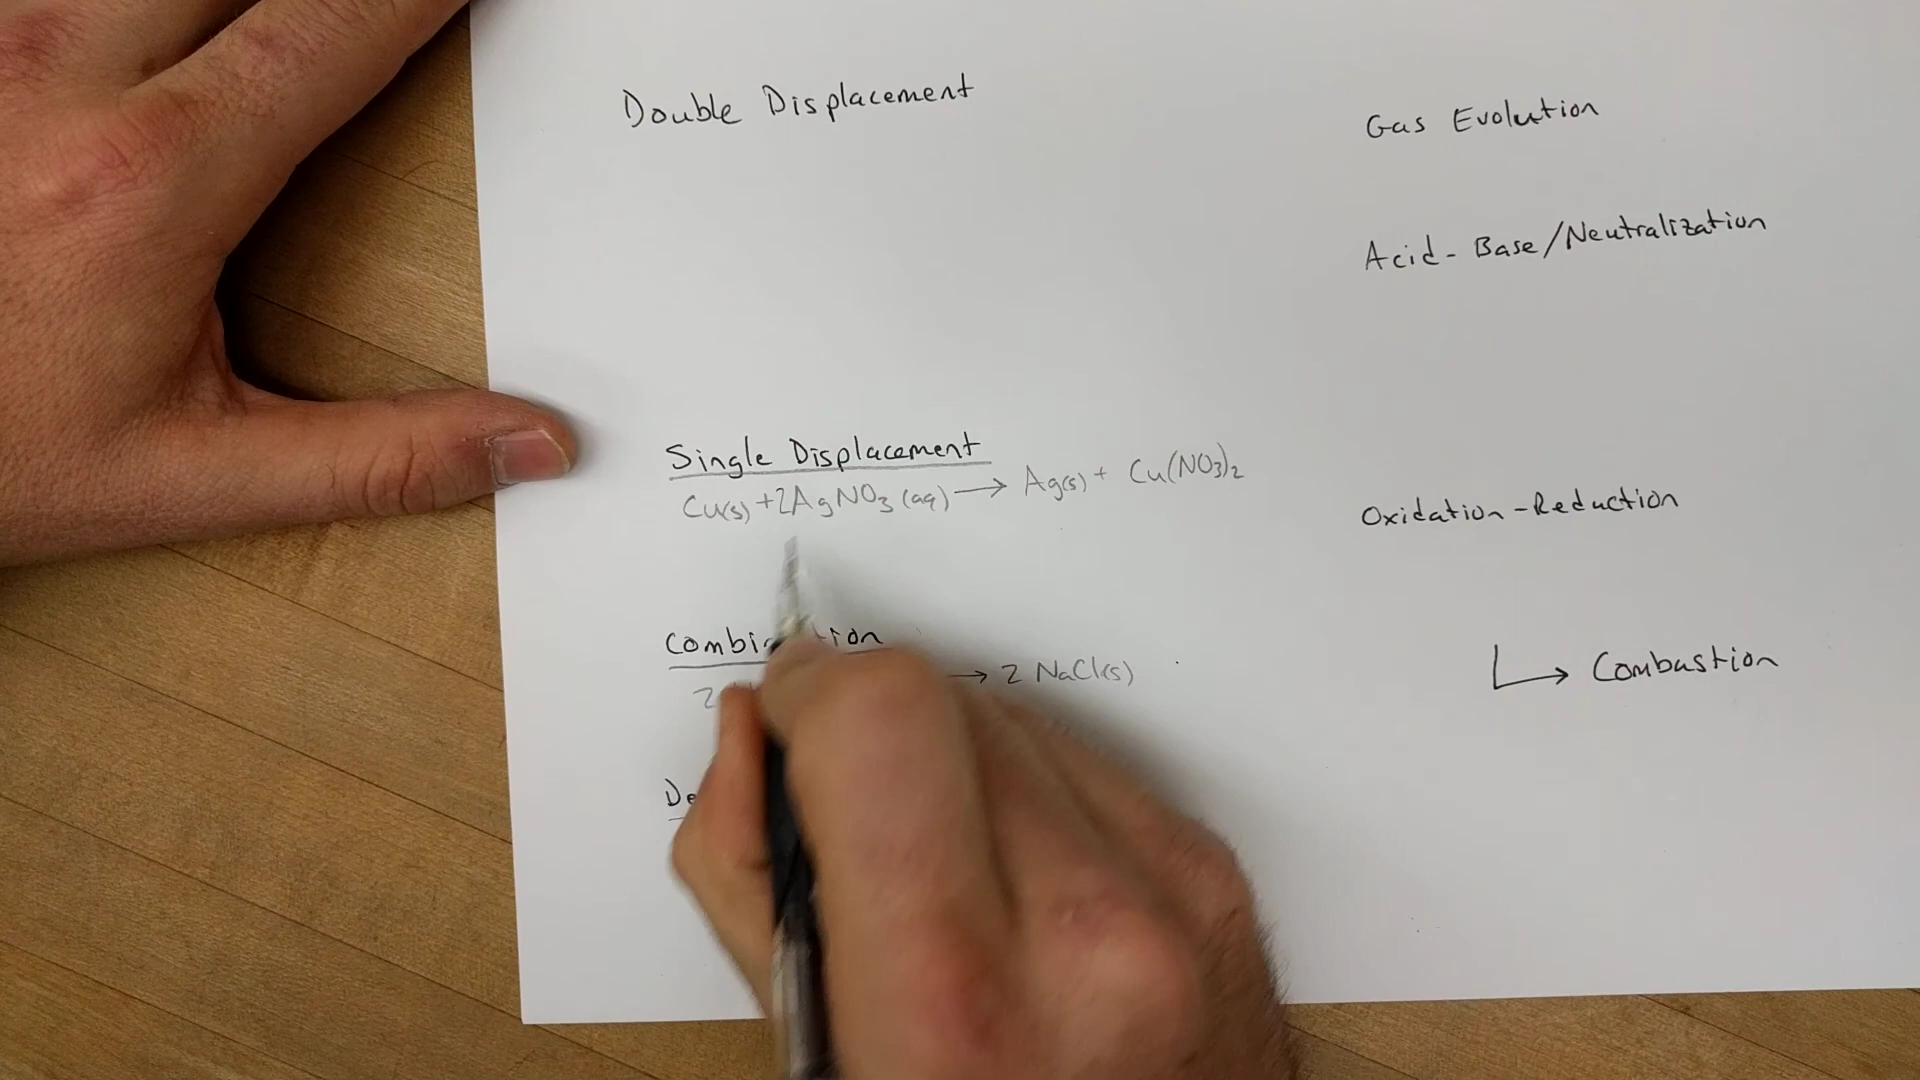 Double Displacement
Gas Evolution
Acid-Base/Neutralization
Single Displacement
Cu(s) + 2AgNO3 (aq) → Ag(s) + Cu(NO3)2
Oxidation-Reduction
→ Combustion
2 → 2 NaCl(s)